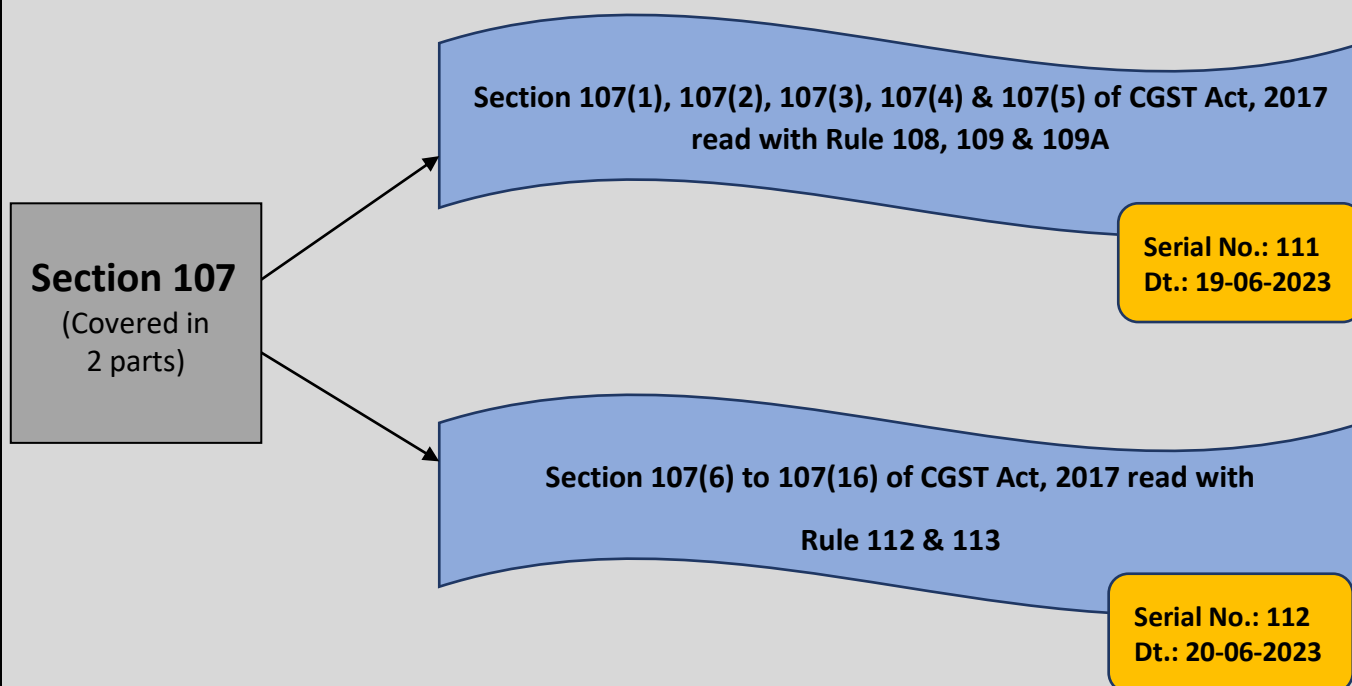 Section 107(1), 107(2), 107(3), 107(4) & 107(5) of CGST Act, 2017
read with Rule 108, 109 & 109A
Serial No.: 111
Dt.: 19-06-2023
Section 107
(Covered in
2 parts)
Section 107(6) to 107(16) of CGST Act, 2017 read with
Rule 112 & 113
Serial No.: 112
Dt.: 20-06-2023